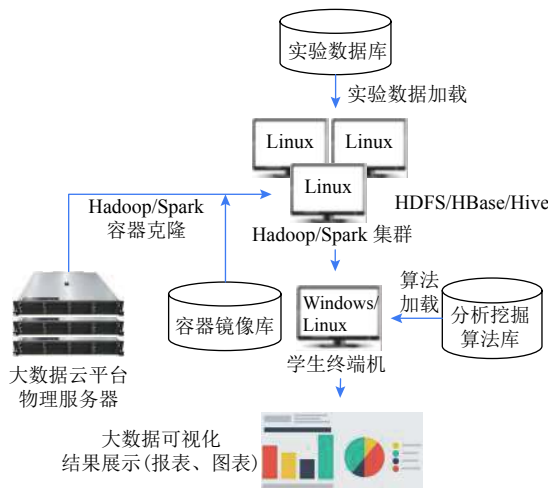 实验数据库
实验数据加载
Linux
Linux
Linux
Hadoop/Spark
容器克隆
HDFS/HBase/Hive
Hadoop/Spark 集群
算法
加载
Windows/
Linux
容器镜像库
分析挖掘
算法库
学生终端机
大数据云平台
物理服务器
大数据可视化
结果展示(报表、图表)